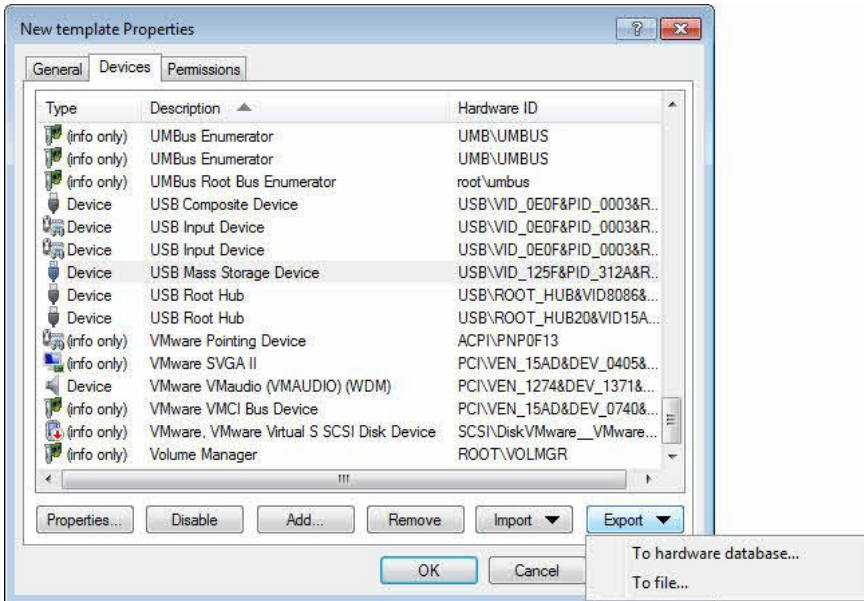 New template Properties
General Devices Permissions
Type Description Hardware ID
(info only) UMBus Enumerator UMB\UMBUS
(info only) UMBus Enumerator UMB\UMBUS
(info only) UMBus Root Bus Enumerator root\umbus
Device USB Composite Device USB\VID_0E0F&PID_0003&R..
Device USB Input Device USB\VID_0E0F&PID_0003&R..
Device USB Input Device USB\VID_0E0F&PID_0003&R..
Device USB Mass Storage Device USB\VID_125F&PID_312A&R..
Device USB Root Hub USB\ROOT_HUB&VID8086&...
Device USB Root Hub USB\ROOT_HUB20&VID15A...
(info only) VMware Pointing Device ACPI\PNP0F13
(info only) VMware SVGA II PCI\VEN_15AD&DEV_0405&...
Device VMware VMaudio (VMAUDIO) (WDM) PCI\VEN_1274&DEV_1371&...
(info only) VMware VMCI Bus Device PCI\VEN_15AD&DEV_0740&...
(info only) VMware, VMware Virtual S SCSI Disk Device SCSI\DiskVMware__VMware...
(info only) Volume Manager ROOT\VOLMGR
Properties... Disable Add... Remove Import Export
OK Cancel
To hardware database...
To file...